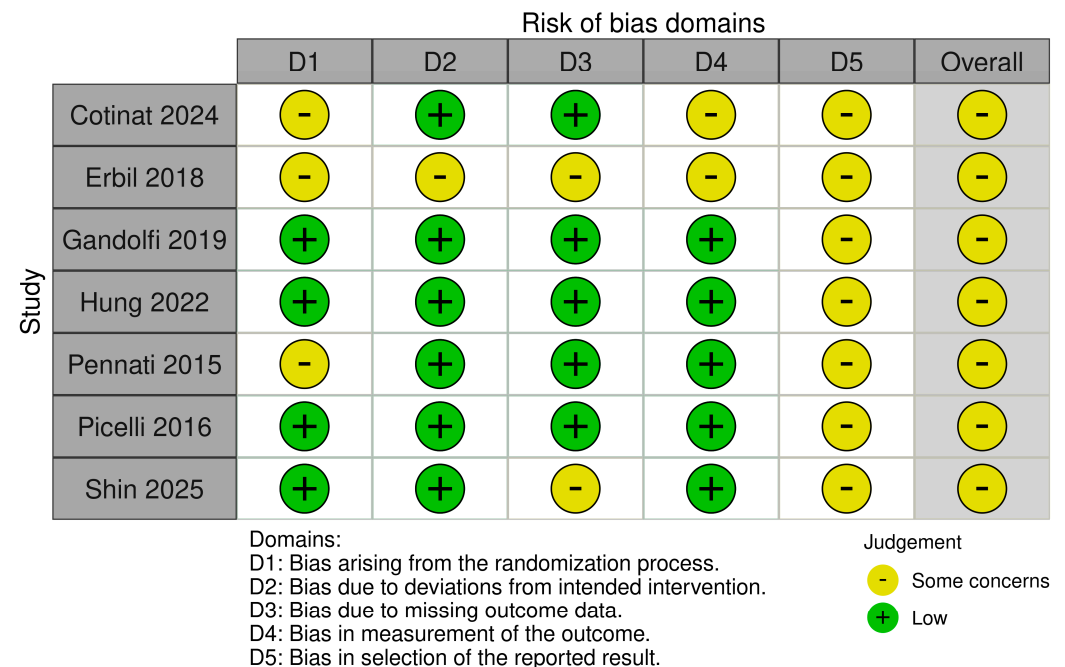 Risk of bias domains
D1 D2 D3 D4 D5 Overall
Study
Cotinat 2024 - + + - - -
Erbil 2018 - - - - - -
Gandolfi 2019 + + + + - -
Hung 2022 + + + + - -
Pennati 2015 - + + + - -
Picelli 2016 + + + + - -
Shin 2025 + + - + - -
Domains:
D1: Bias arising from the randomization process.
D2: Bias due to deviations from intended intervention.
D3: Bias due to missing outcome data.
D4: Bias in measurement of the outcome.
D5: Bias in selection of the reported result.
Judgement
- Some concerns
+ Low